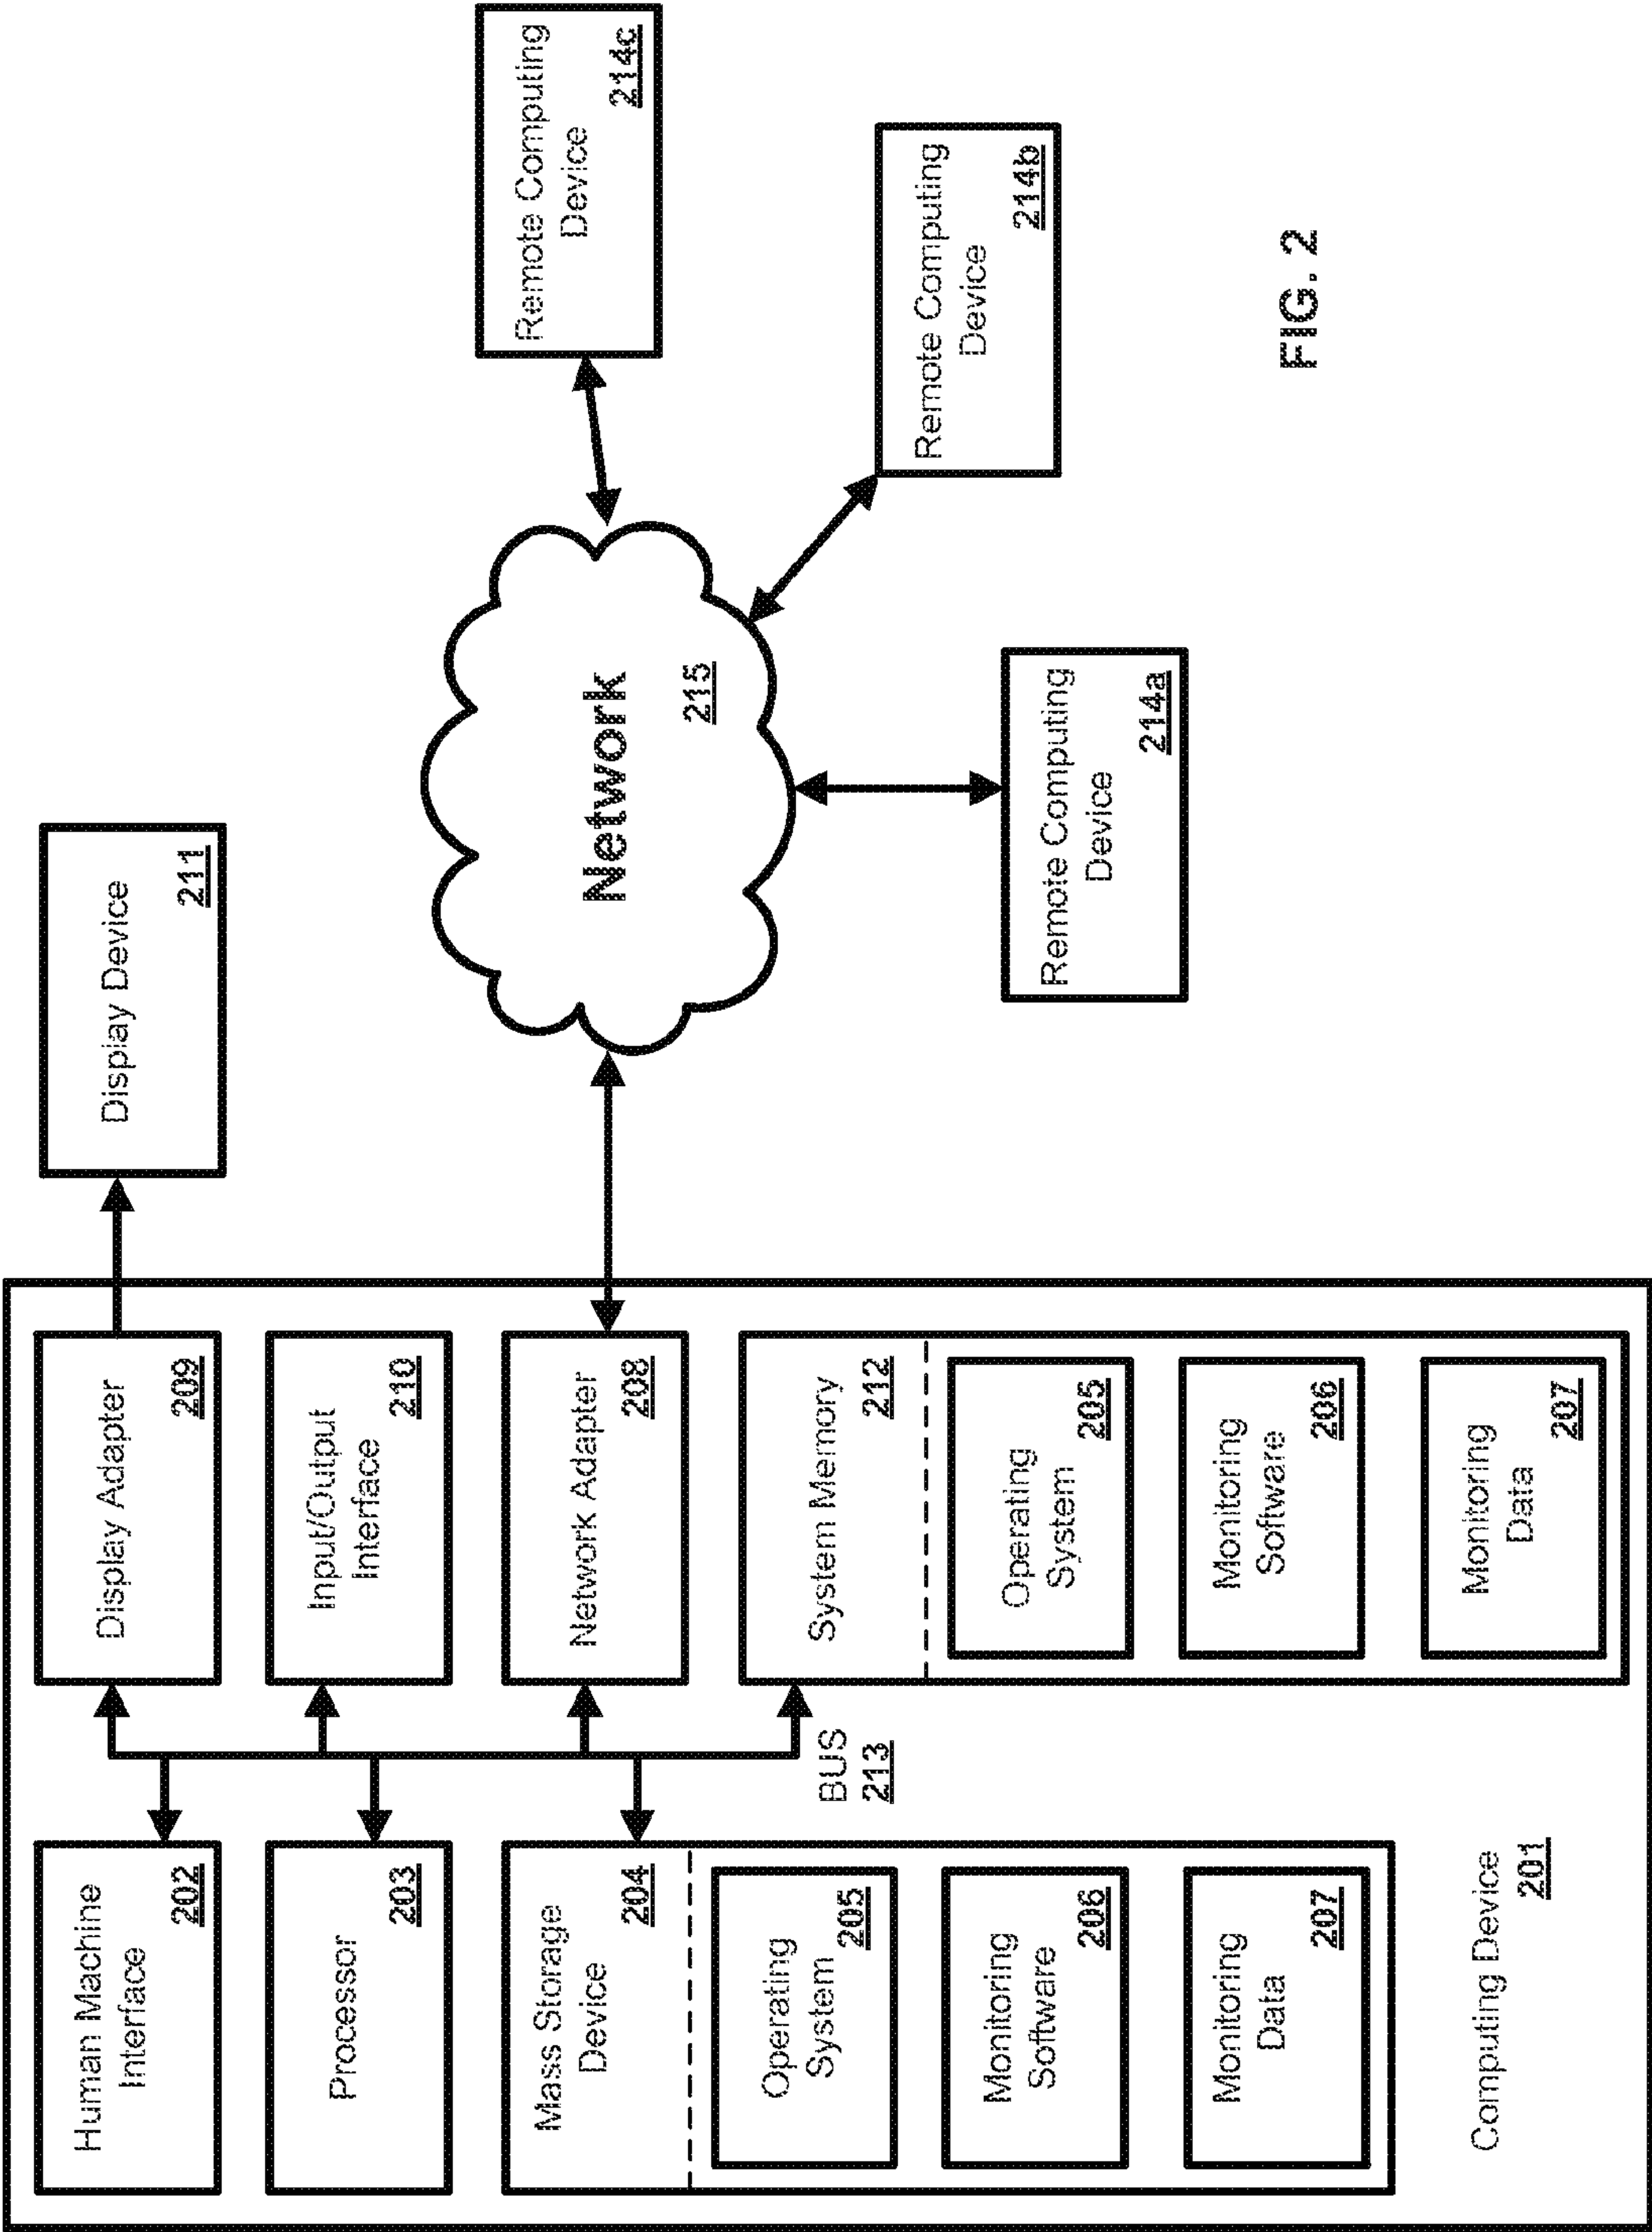 Human Machine
Interface
202
Processor
203
Mass Storage
Device
204
Operating
System
205
Monitoring
Software
206
Monitoring
Data
207
Computing Device
201
BUS
213
Display Adapter
209
Input/Output
Interface
210
Network Adapter
208
System Memory
212
Operating
System
205
Monitoring
Software
206
Monitoring
Data
207
Display Device
211
Network
215
Remote Computing
Device
214a
Remote Computing
Device
214b
Remote Computing
Device
214c
FIG. 2